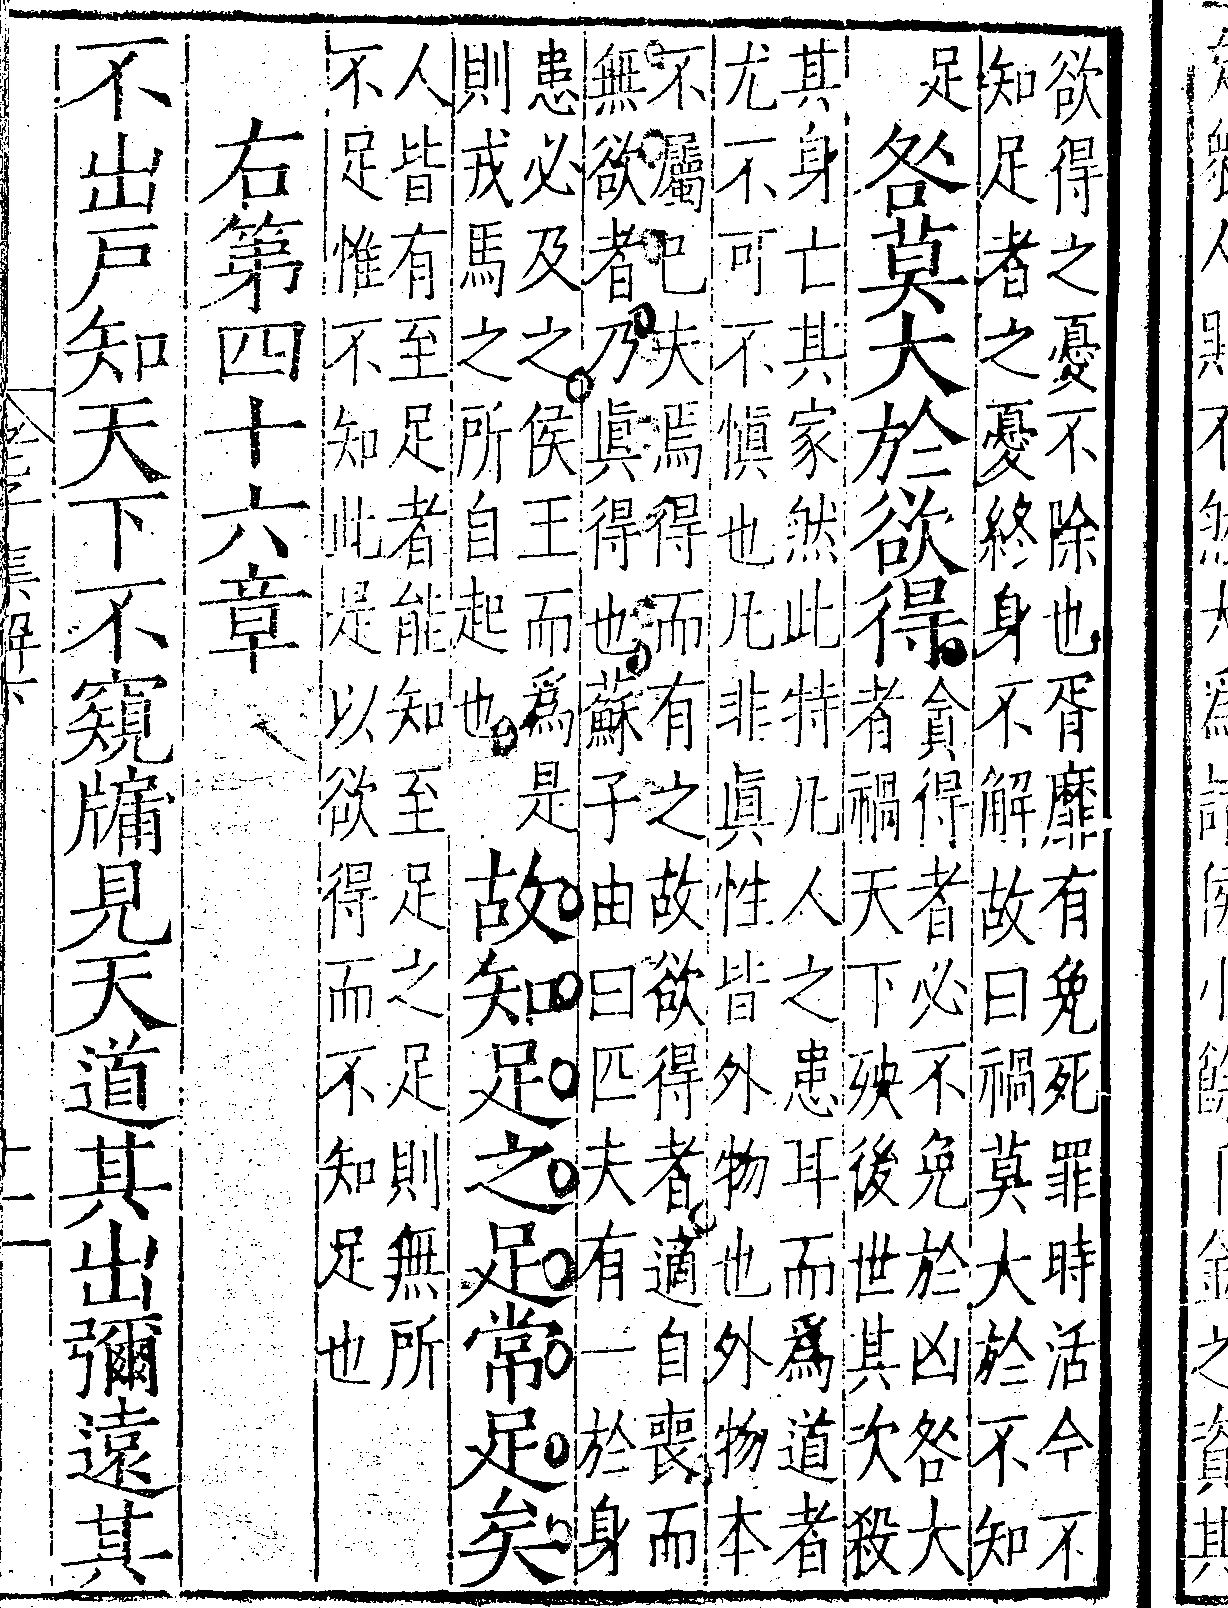 欲得之憂不除也胥靡有免死罪時活今不
知足者之憂終身不解故曰禍莫大於不知
足
咎莫大於欲得
貪得者必不免於凶咎大
者禍天下殃後世其次殺
其身亡其家然此特凡人之患耳而爲道者
尤不可不慎也凡非眞性皆外物也外物本
不屬已夫焉得而有之故欲得者適自喪而
無欲者乃眞得也蘇子由曰匹夫有一於身
患必及之侯王而爲是
則戎馬之所自起也
故知足之足常足矣
人皆有至足者能知至足之足則無所
不足惟不知此是以欲得而不知足也
右第四十六章
不出戶知天下不窺牖見天道其出彌遠其